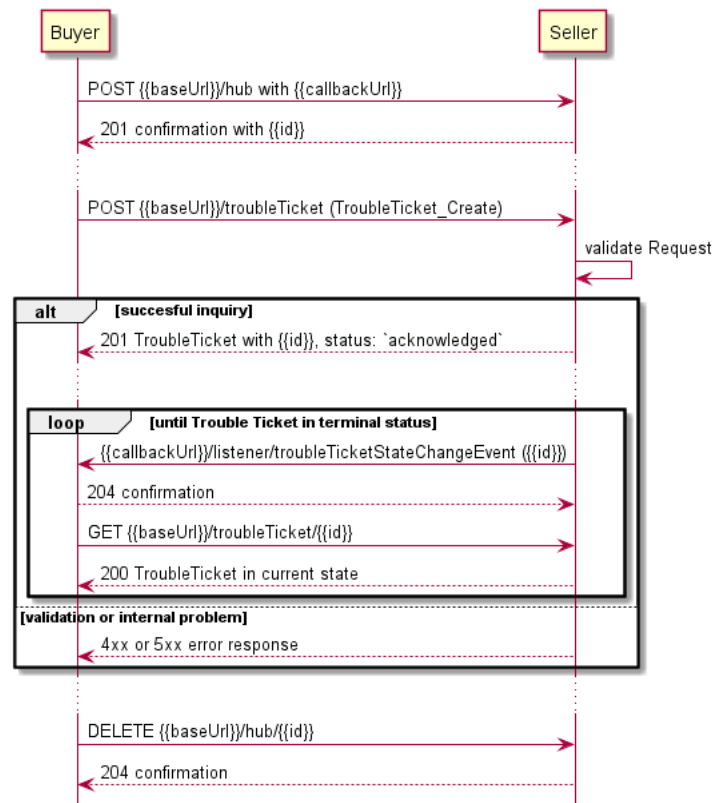 Buyer
Seller
POST {{baseUrl}}/hub with {{callbackUrl}}
201 confirmation with {{id}}
POST {{baseUrl}}/troubleTicket (TroubleTicket_Create)
validate Request
alt
[succesful inquiry]
201 TroubleTicket with {{id}}, status: `acknowledged`
loop
[until Trouble Ticket in terminal status]
{{callbackUrl}}/listener/troubleTicketStateChangeEvent ({{id}})
204 confirmation
GET {{baseUrl}}/troubleTicket/{{id}}
200 TroubleTicket in current state
[validation or internal problem]
4xx or 5xx error response
DELETE {{baseUrl}}/hub/{{id}}
204 confirmation